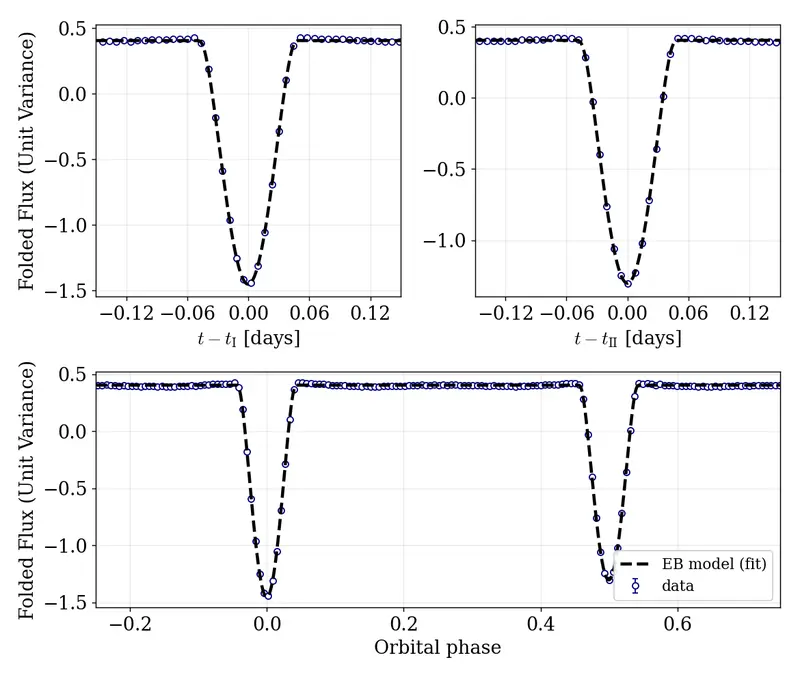 Folded Flux (Unit Variance)
0.5
0.0
−0.5
−1.0
−1.5
−0.12 −0.06 0.00 0.06 0.12
t − t_I [days]
0.5
0.0
−0.5
−1.0
−0.12 −0.06 0.00 0.06 0.12
t − t_II [days]
Folded Flux (Unit Variance)
0.5
0.0
−0.5
−1.0
−1.5
EB model (fit)
data
−0.2 0.0 0.2 0.4 0.6
Orbital phase